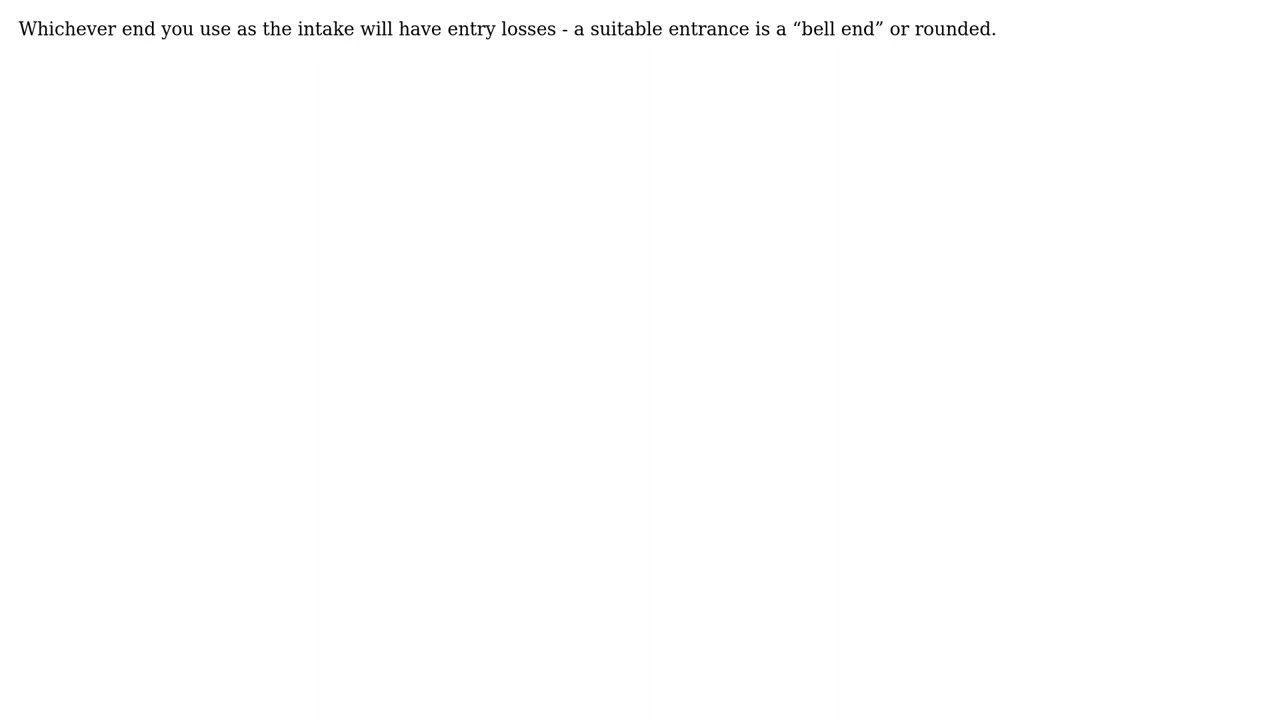 Whichever end you use as the intake will have entry losses - a suitable entrance is a “bell end” or rounded.